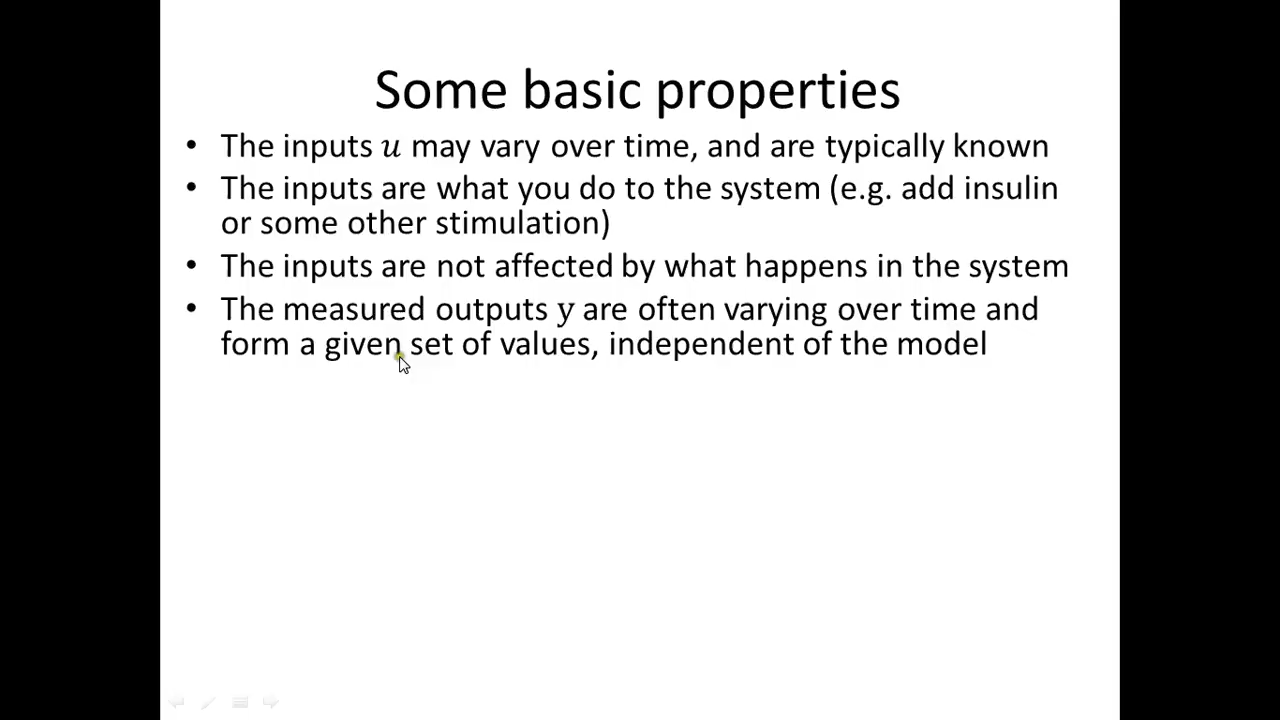 Some basic properties
• The inputs u may vary over time, and are typically known
• The inputs are what you do to the system (e.g. add insulin
or some other stimulation)
• The inputs are not affected by what happens in the system
• The measured outputs y are often varying over time and
form a given set of values, independent of the model